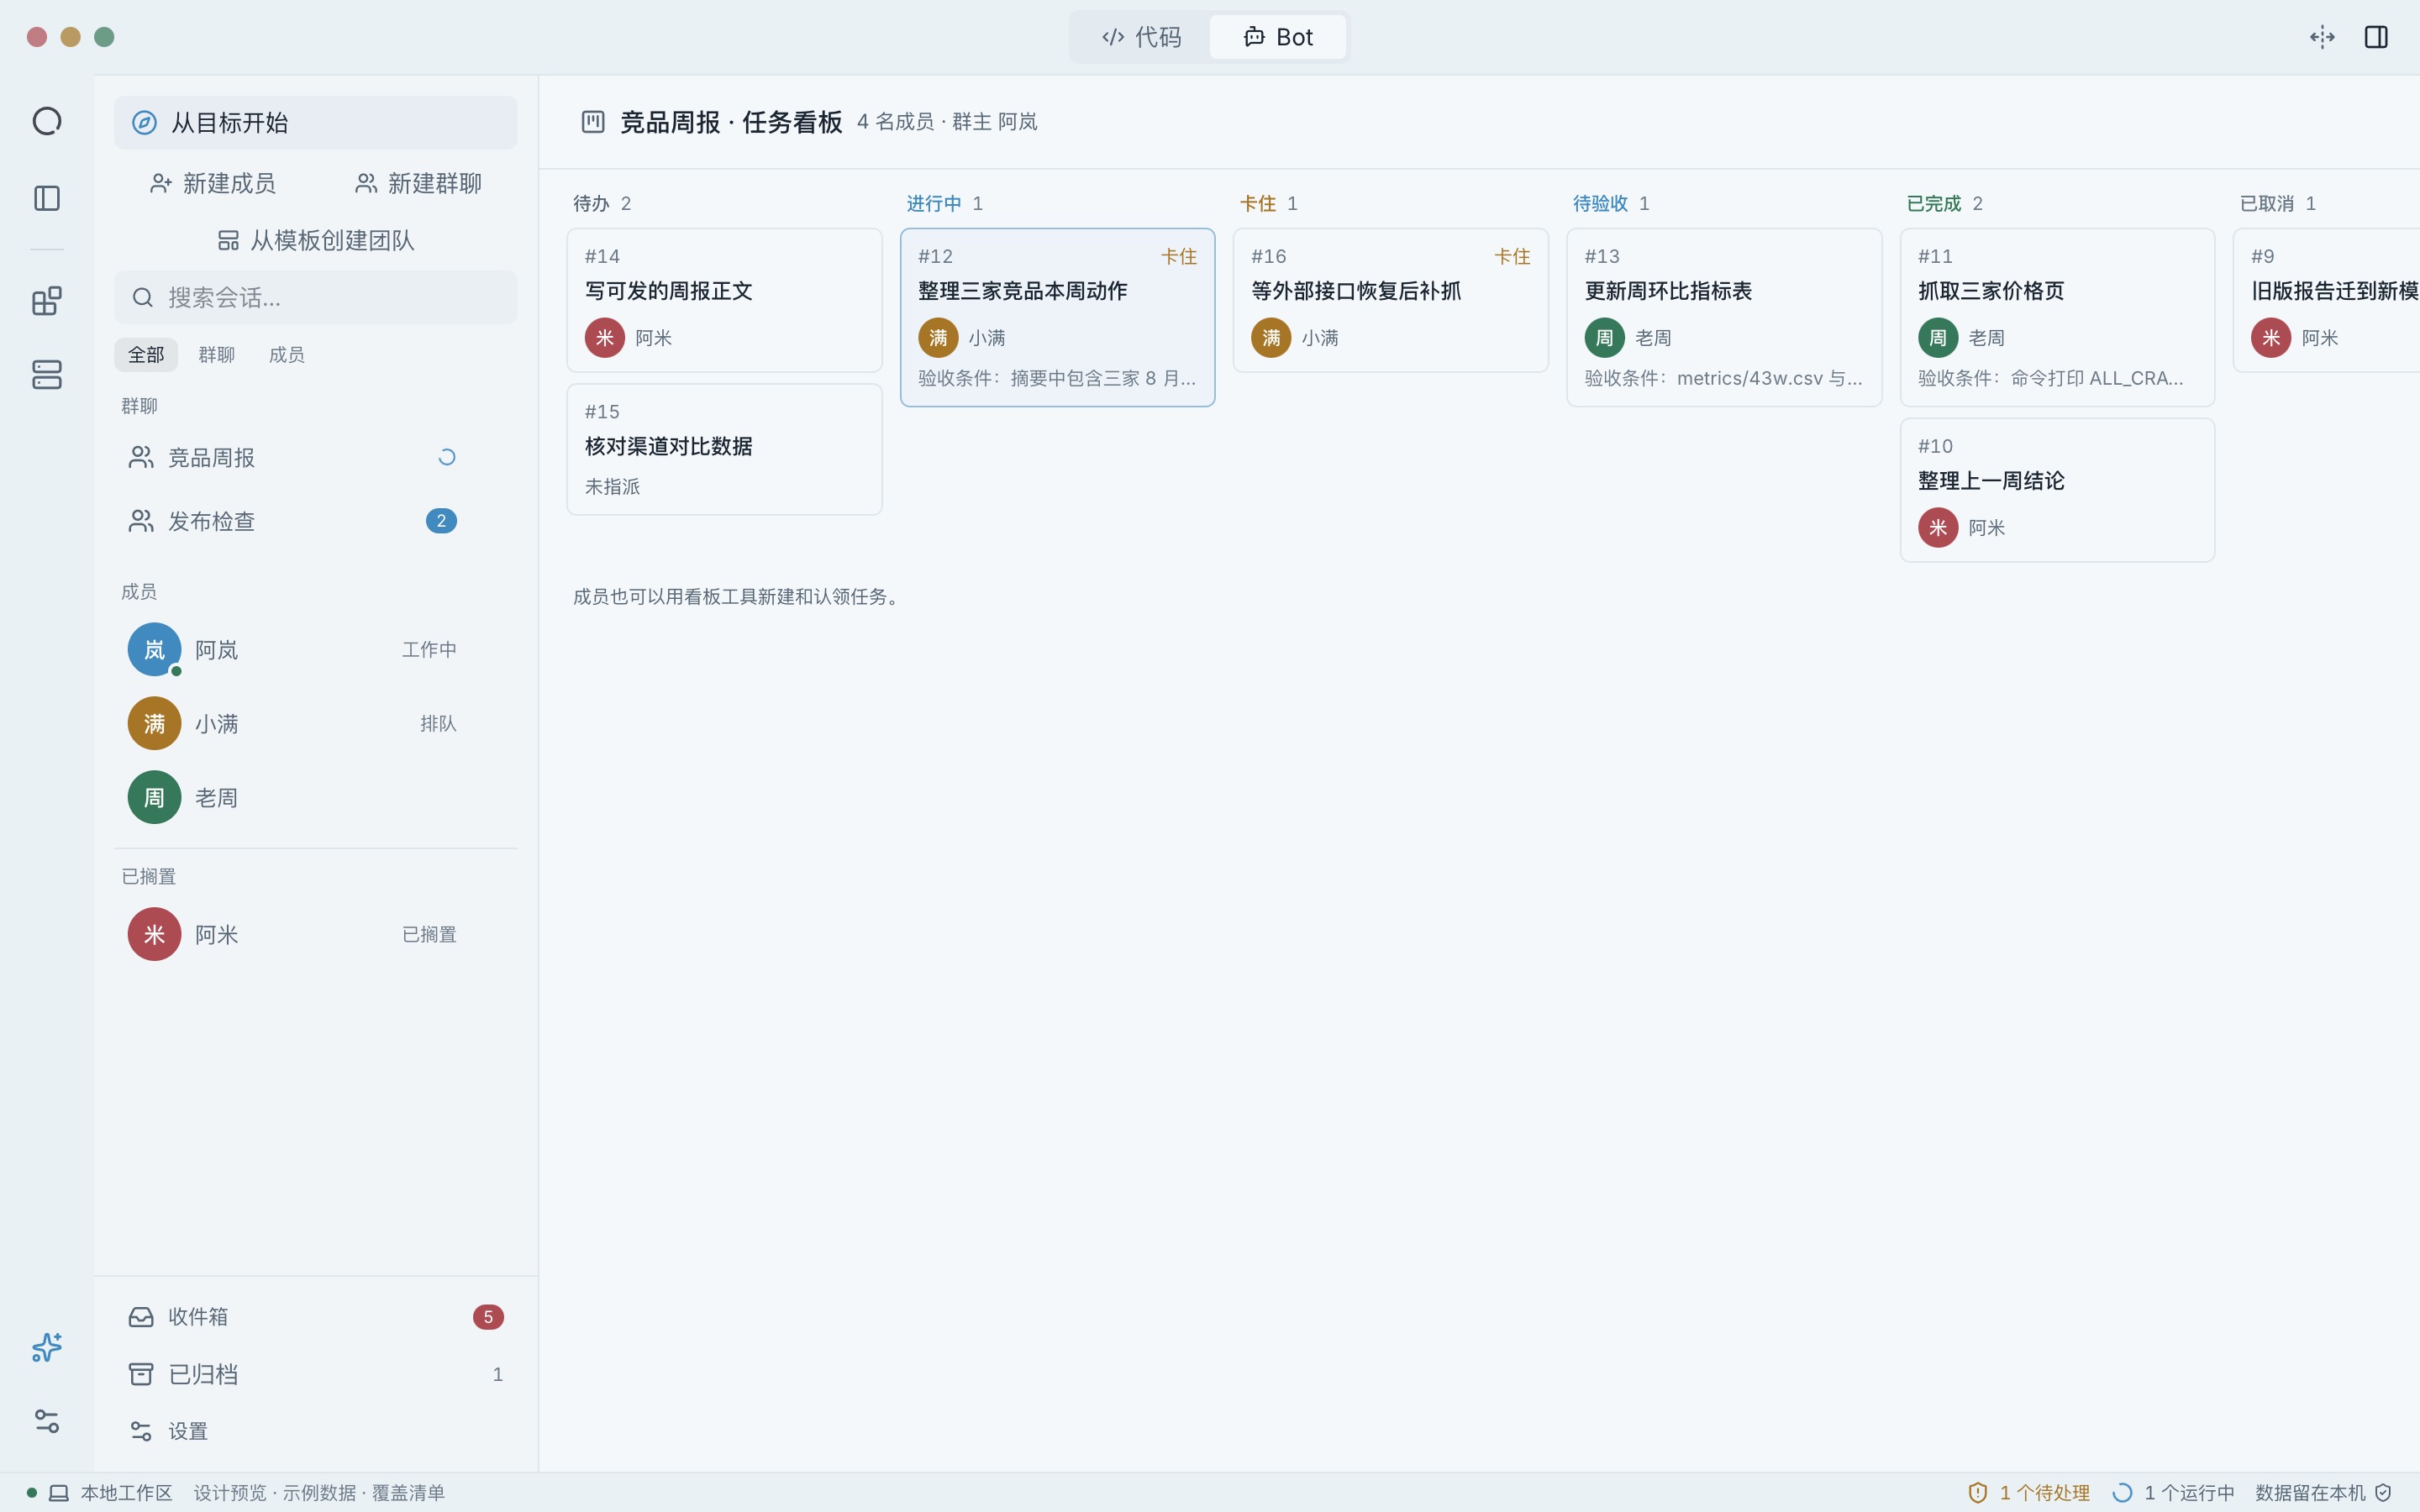 代码
Bot
从目标开始
新建成员
新建群聊
从模板创建团队
搜索会话...
全部 群聊 成员
群聊
竞品周报
发布检查 2
成员
岚 阿岚 工作中
满 小满 排队
周 老周
已搁置
米 阿米 已搁置
收件箱 5
已归档 1
设置
竞品周报 · 任务看板 4 名成员 · 群主 阿岚
待办 2
#14
写可发的周报正文
米 阿米
#15
核对渠道对比数据
未指派
进行中 1
#12 卡住
整理三家竞品本周动作
满 小满
验收条件：摘要中包含三家 8 月...
卡住 1
#16 卡住
等外部接口恢复后补抓
满 小满
待验收 1
#13
更新周环比指标表
周 老周
验收条件：metrics/43w.csv 与...
已完成 2
#11
抓取三家价格页
周 老周
验收条件：命令打印 ALL_CRA...
#10
整理上一周结论
米 阿米
已取消 1
#9
旧版报告迁到新模
米 阿米
成员也可以用看板工具新建和认领任务。
本地工作区 设计预览 · 示例数据 · 覆盖清单
1 个待处理 1 个运行中 数据留在本机